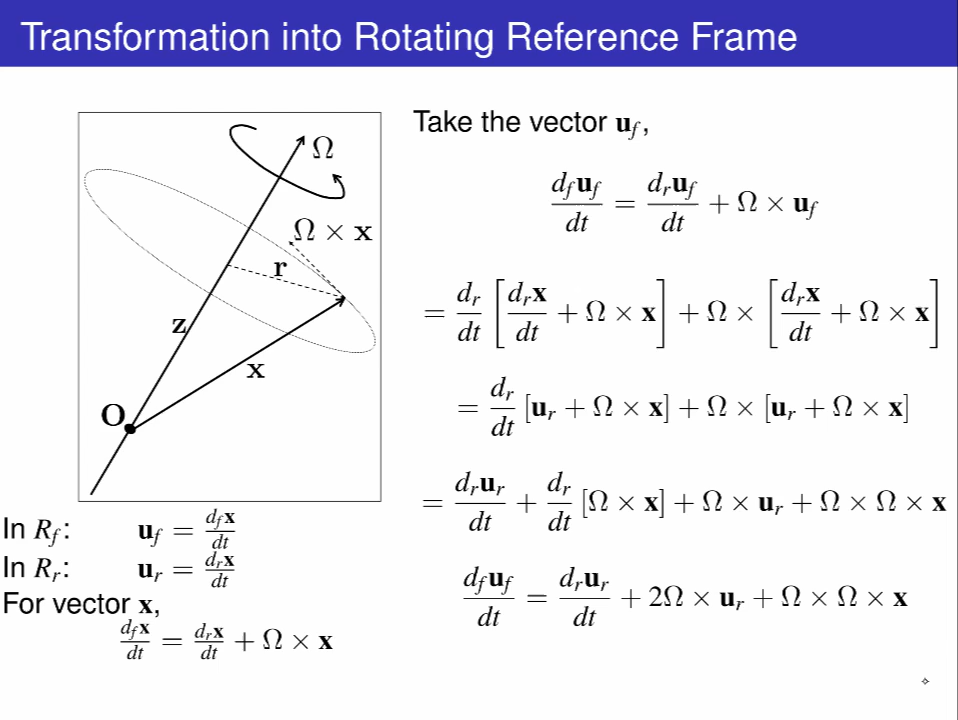 Transformation into Rotating Reference Frame
Ω
Ω × x
r
z
x
O
In R_f: u_f = d_f x / dt
In R_r: u_r = d_r x / dt
For vector x,
d_f x / dt = d_r x / dt + Ω × x
Take the vector u_f,
d_f u_f / dt = d_r u_f / dt + Ω × u_f
= d_r / dt [ d_r x / dt + Ω × x ] + Ω × [ d_r x / dt + Ω × x ]
= d_r / dt [u_r + Ω × x] + Ω × [u_r + Ω × x]
= d_r u_r / dt + d_r / dt [Ω × x] + Ω × u_r + Ω × Ω × x
d_f u_f / dt = d_r u_r / dt + 2Ω × u_r + Ω × Ω × x